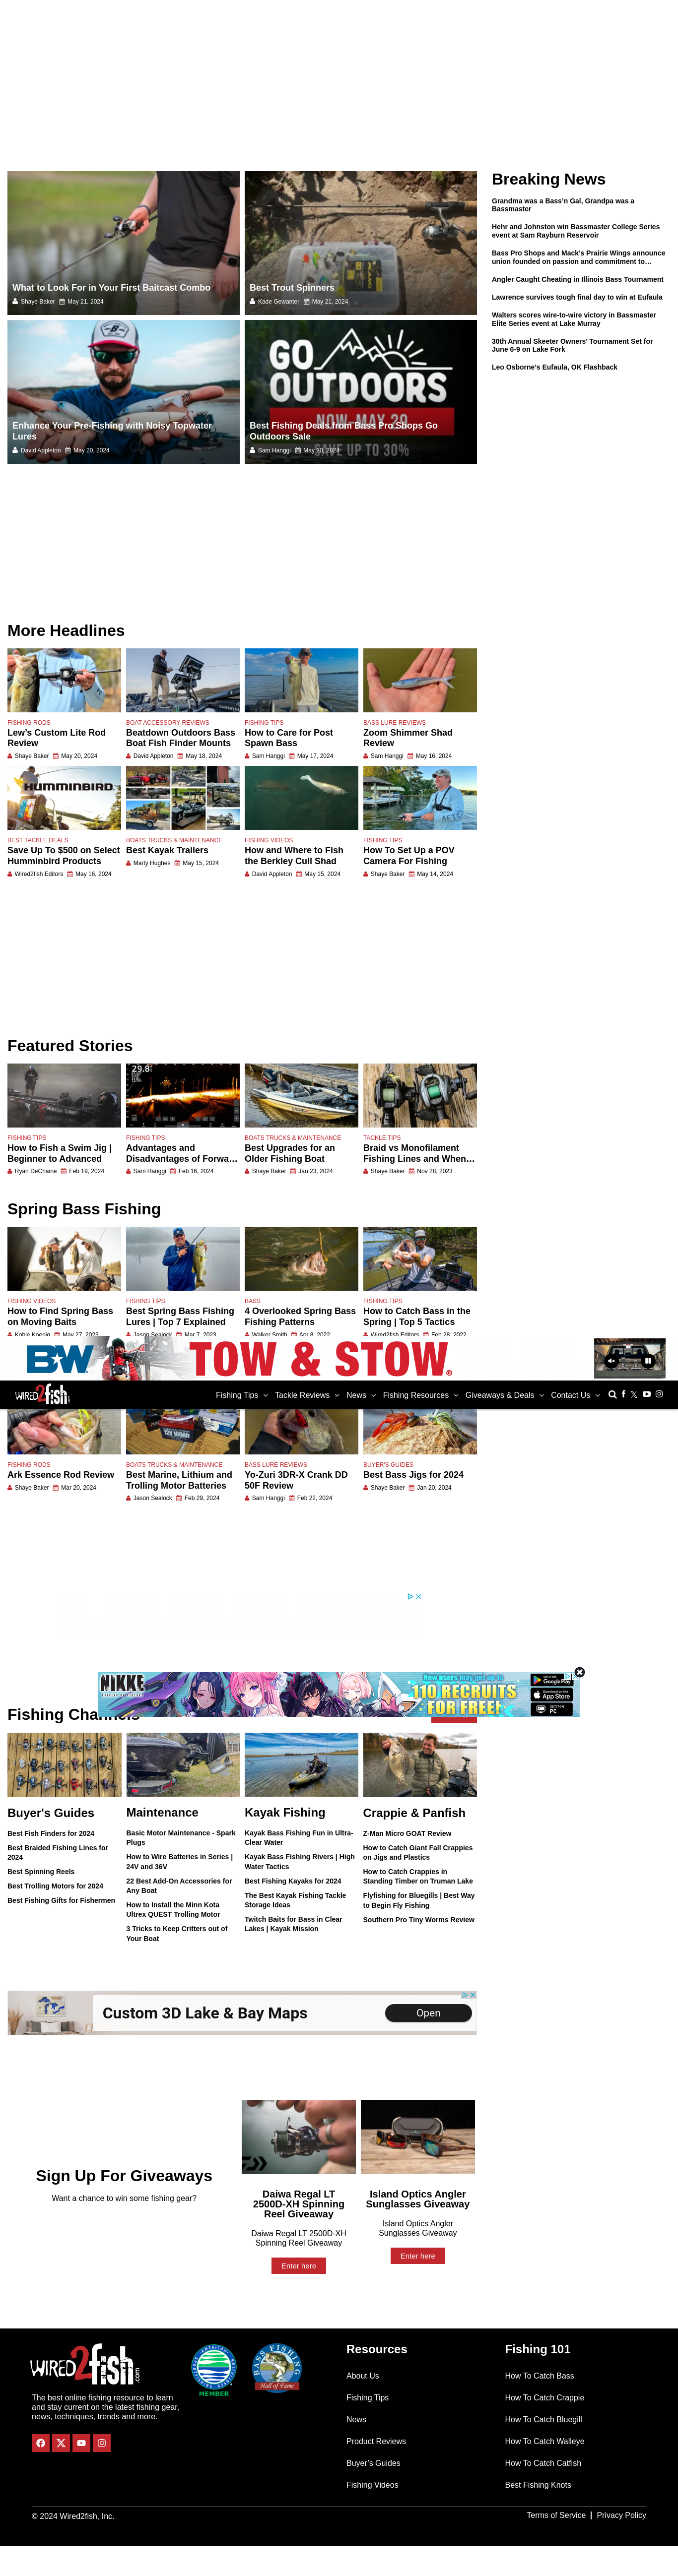 What to Look For in Your First Baitcast Combo
Shaye Baker May 21, 2024
Best Trout Spinners
Kade Gewanter May 21, 2024
Enhance Your Pre-Fishing with Noisy Topwater
Lures
David Appleton May 20, 2024
GO
OUTDOORS
NOW-MAY 29
SAVE UP TO 30%
Best Fishing Deals from Bass Pro Shops Go
Outdoors Sale
Sam Hanggi May 20, 2024
Breaking News
Grandma was a Bass’n Gal, Grandpa was a
Bassmaster
Hehr and Johnston win Bassmaster College Series
event at Sam Rayburn Reservoir
Bass Pro Shops and Mack’s Prairie Wings announce
union founded on passion and commitment to…
Angler Caught Cheating in Illinois Bass Tournament
Lawrence survives tough final day to win at Eufaula
Walters scores wire-to-wire victory in Bassmaster
Elite Series event at Lake Murray
30th Annual Skeeter Owners’ Tournament Set for
June 6-9 on Lake Fork
Leo Osborne’s Eufaula, OK Flashback
More Headlines
FISHING RODS
Lew’s Custom Lite Rod
Review
Shaye Baker May 20, 2024
BOAT ACCESSORY REVIEWS
Beatdown Outdoors Bass
Boat Fish Finder Mounts
David Appleton May 18, 2024
FISHING TIPS
How to Care for Post
Spawn Bass
Sam Hanggi May 17, 2024
BASS LURE REVIEWS
Zoom Shimmer Shad
Review
Sam Hanggi May 16, 2024
HUMMINBIRD
BEST TACKLE DEALS
Save Up To $500 on Select
Humminbird Products
Wired2fish Editors May 16, 2024
BOATS TRUCKS & MAINTENANCE
Best Kayak Trailers
Marty Hughes May 15, 2024
FISHING VIDEOS
How and Where to Fish
the Berkley Cull Shad
David Appleton May 15, 2024
AFTCO
FISHING TIPS
How To Set Up a POV
Camera For Fishing
Shaye Baker May 14, 2024
Featured Stories
FISHING TIPS
How to Fish a Swim Jig |
Beginner to Advanced
Ryan DeChaine Feb 19, 2024
29.8
FISHING TIPS
Advantages and
Disadvantages of Forwa…
Sam Hanggi Feb 16, 2024
BOATS TRUCKS & MAINTENANCE
Best Upgrades for an
Older Fishing Boat
Shaye Baker Jan 23, 2024
TACKLE TIPS
Braid vs Monofilament
Fishing Lines and When…
Shaye Baker Nov 28, 2023
Spring Bass Fishing
FISHING VIDEOS
How to Find Spring Bass
on Moving Baits
Kobie Koenig May 27, 2023
FISHING TIPS
Best Spring Bass Fishing
Lures | Top 7 Explained
Jason Sealock Mar 7, 2023
BASS
4 Overlooked Spring Bass
Fishing Patterns
Walker Smith Apr 8, 2022
FISHING TIPS
How to Catch Bass in the
Spring | Top 5 Tactics
Wired2fish Editors Feb 28, 2022
BW TOW & STOW®
WIRED2fish
Fishing Tips Tackle Reviews News Fishing Resources Giveaways & Deals Contact Us
FISHING RODS
Ark Essence Rod Review
Shaye Baker Mar 20, 2024
BOATS TRUCKS & MAINTENANCE
Best Marine, Lithium and
Trolling Motor Batteries
Jason Sealock Feb 29, 2024
BASS LURE REVIEWS
Yo-Zuri 3DR-X Crank DD
50F Review
Sam Hanggi Feb 22, 2024
BUYER'S GUIDES
Best Bass Jigs for 2024
Shaye Baker Jan 20, 2024
NIKKE
New users may get up to
110 RECRUITS
FOR FREE
Google Play
App Store
PC
Fishing Channels
Buyer's Guides
Best Fish Finders for 2024
Best Braided Fishing Lines for
2024
Best Spinning Reels
Best Trolling Motors for 2024
Best Fishing Gifts for Fishermen
Maintenance
Basic Motor Maintenance - Spark
Plugs
How to Wire Batteries in Series |
24V and 36V
22 Best Add-On Accessories for
Any Boat
How to Install the Minn Kota
Ultrex QUEST Trolling Motor
3 Tricks to Keep Critters out of
Your Boat
Kayak Fishing
Kayak Bass Fishing Fun in Ultra-
Clear Water
Kayak Bass Fishing Rivers | High
Water Tactics
Best Fishing Kayaks for 2024
The Best Kayak Fishing Tackle
Storage Ideas
Twitch Baits for Bass in Clear
Lakes | Kayak Mission
Crappie & Panfish
Z-Man Micro GOAT Review
How to Catch Giant Fall Crappies
on Jigs and Plastics
How to Catch Crappies in
Standing Timber on Truman Lake
Flyfishing for Bluegills | Best Way
to Begin Fly Fishing
Southern Pro Tiny Worms Review
Custom 3D Lake & Bay Maps
Open
Sign Up For Giveaways
Want a chance to win some fishing gear?
Daiwa Regal LT
2500D-XH Spinning
Reel Giveaway
Daiwa Regal LT 2500D-XH
Spinning Reel Giveaway
Enter here
Island Optics Angler
Sunglasses Giveaway
Island Optics Angler
Sunglasses Giveaway
Enter here
WIRED2fish.com
The best online fishing resource to learn
and stay current on the latest fishing gear,
news, techniques, trends and more.
AMERICAN SPORTFISHING ASSOCIATION
MEMBER
BASS FISHING
Hall of Fame
Resources
About Us
Fishing Tips
News
Product Reviews
Buyer’s Guides
Fishing Videos
Fishing 101
How To Catch Bass
How To Catch Crappie
How To Catch Bluegill
How To Catch Walleye
How To Catch Catfish
Best Fishing Knots
© 2024 Wired2fish, Inc.
Terms of Service | Privacy Policy